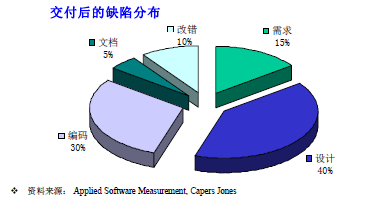 交付后的缺陷分布
改错
10%
需求
15%
文档
5%
编码
30%
设计
40%
❖ 资料来源： Applied Software Measurement, Capers Jones